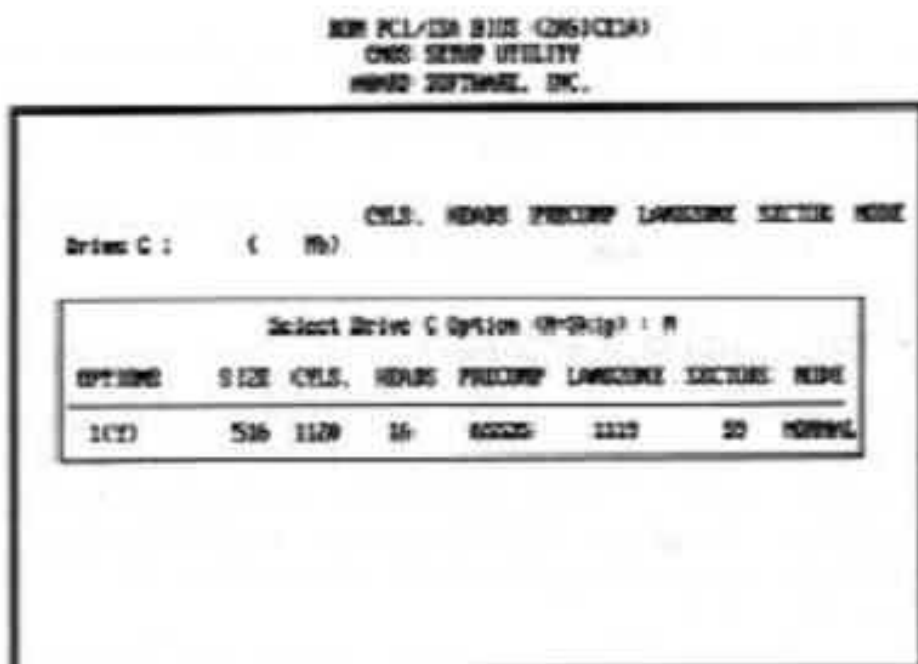 ROM PCI/ISA BIOS
CMOS SETUP UTILITY
AWARD SOFTWARE, INC.
CYLS. HEADS PRECOMP LANDZONE SECTOR MODE
Drive C : ( Mb)
Select Drive C Option (N=Skip) : N
OPTIONS SIZE CYLS. HEADS PRECOMP LANDZONE SECTORS MODE
1(Y) 516 1120 16 65535 1119 59 NORMAL